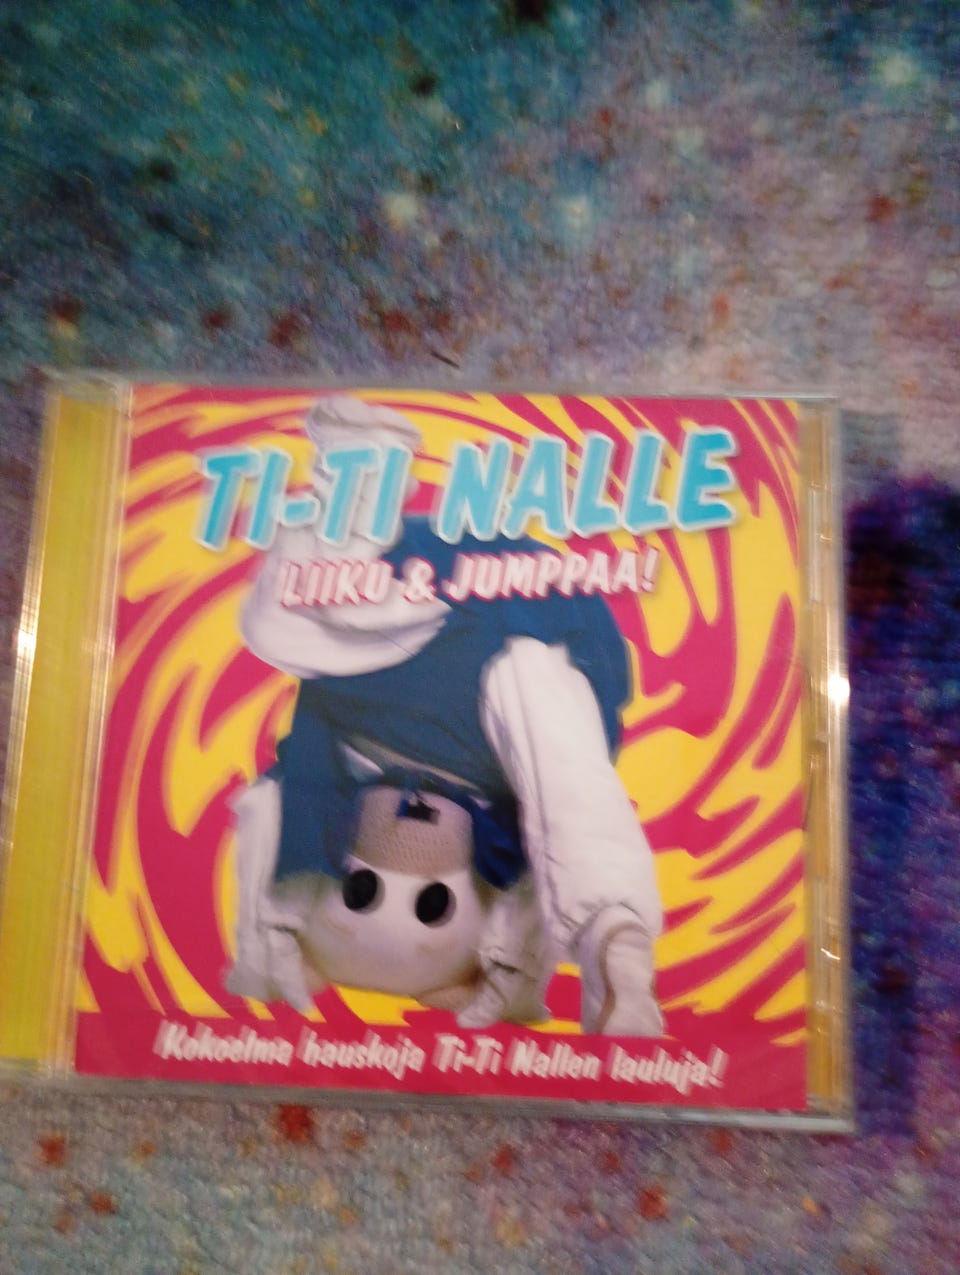 TI-TI NALLE
LIIKU & JUMPPAA!
Kokoelma hauskoja Ti-Ti Nallen lauluja!